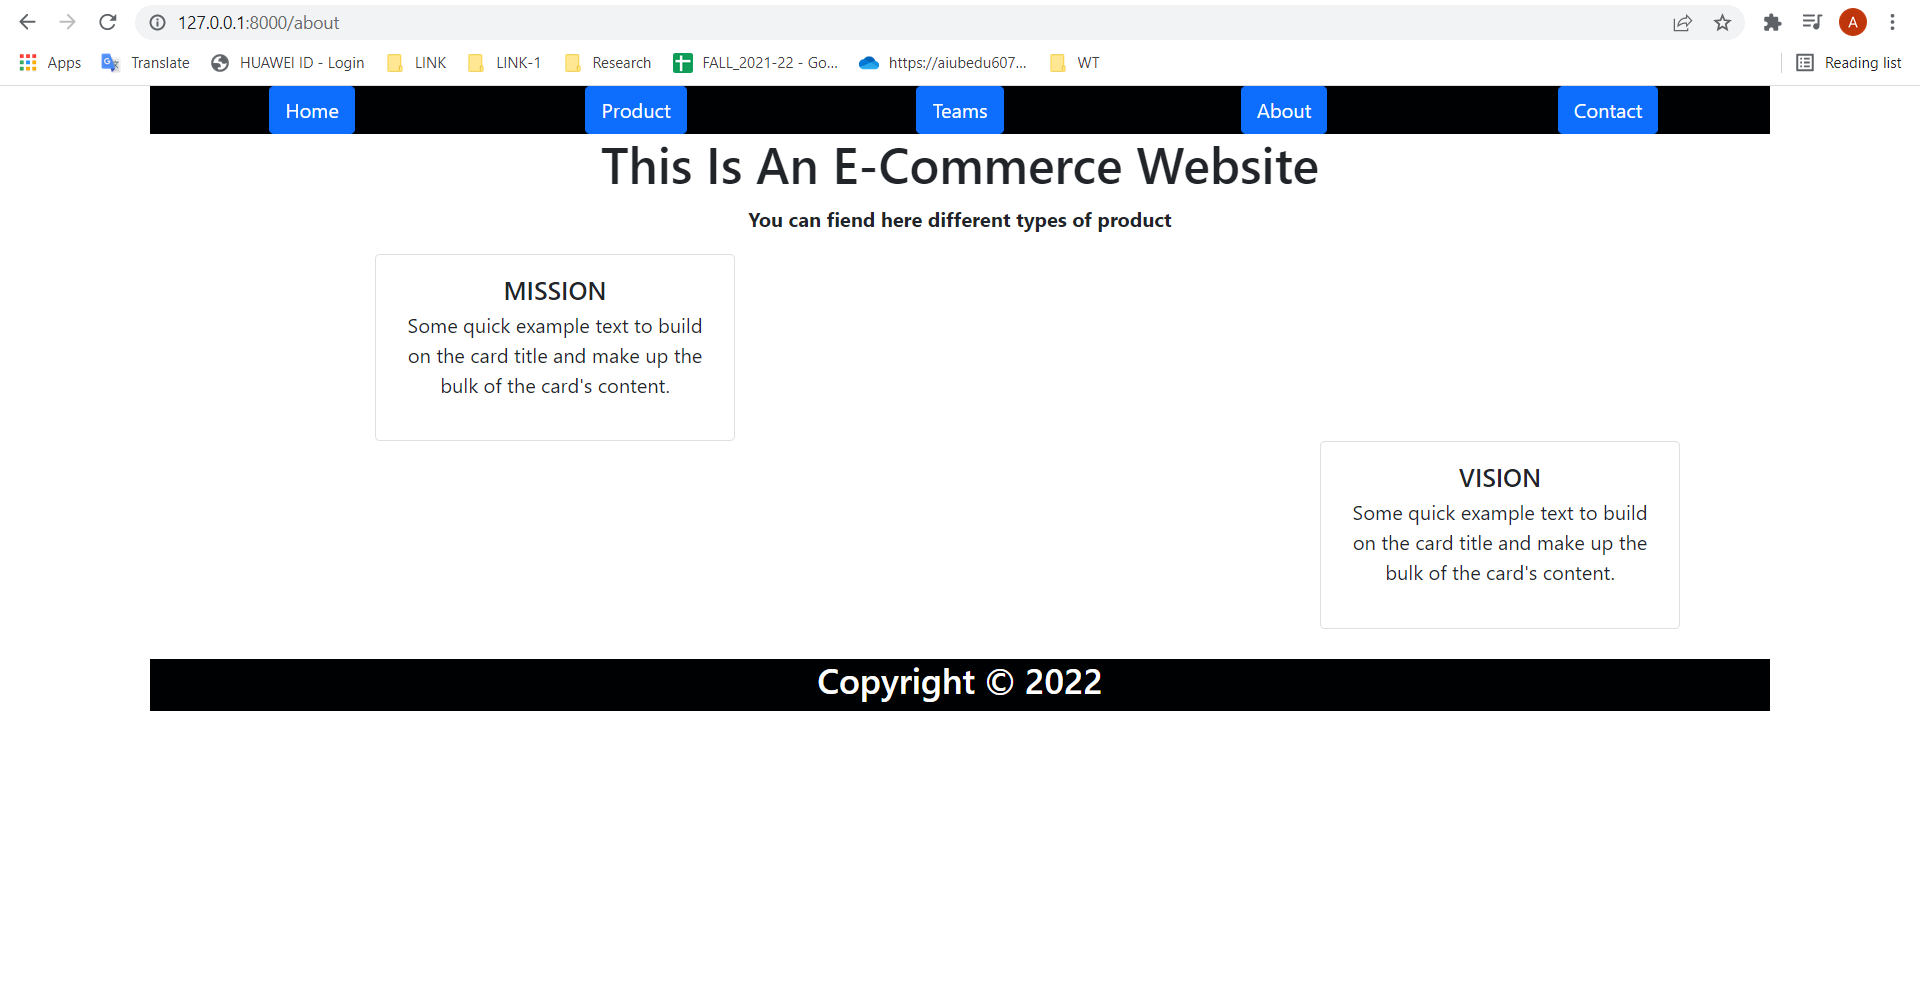 127.0.0.1:8000/about
A
Apps Translate HUAWEI ID - Login LINK LINK-1 Research FALL_2021-22 - Go... https://aiubedu607... WT Reading list
Home Product Teams About Contact
This Is An E-Commerce Website
You can fiend here different types of product
MISSION
Some quick example text to build
on the card title and make up the
bulk of the card's content.
VISION
Some quick example text to build
on the card title and make up the
bulk of the card's content.
Copyright © 2022